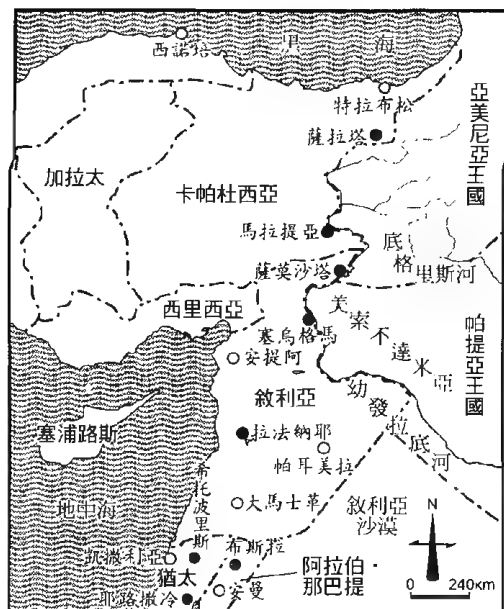 黑 海
西諾培
特拉布松
薩拉塔
亞美尼亞王國
加拉太
卡帕杜西亞
馬拉提亞
底格里斯河
薩莫沙塔
西里西亞
塞烏格馬
美索不達米亞
帕提亞王國
安提阿
敘利亞
幼發拉底河
塞浦路斯
拉法納耶
帕耳美拉
希托波里斯
地中海
大馬士革
敘利亞
沙漠
N
凱撒利亞
布斯拉
猶太
阿拉伯·
那巴提
安曼
耶路撒冷
0 240km